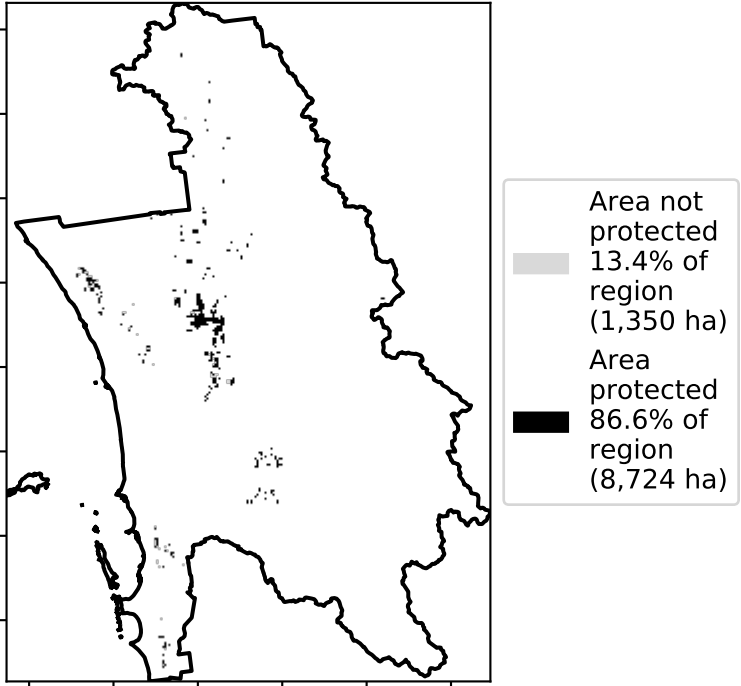 Area not
protected
13.4% of
region
(1,350 ha)
Area
protected
86.6% of
region
(8,724 ha)